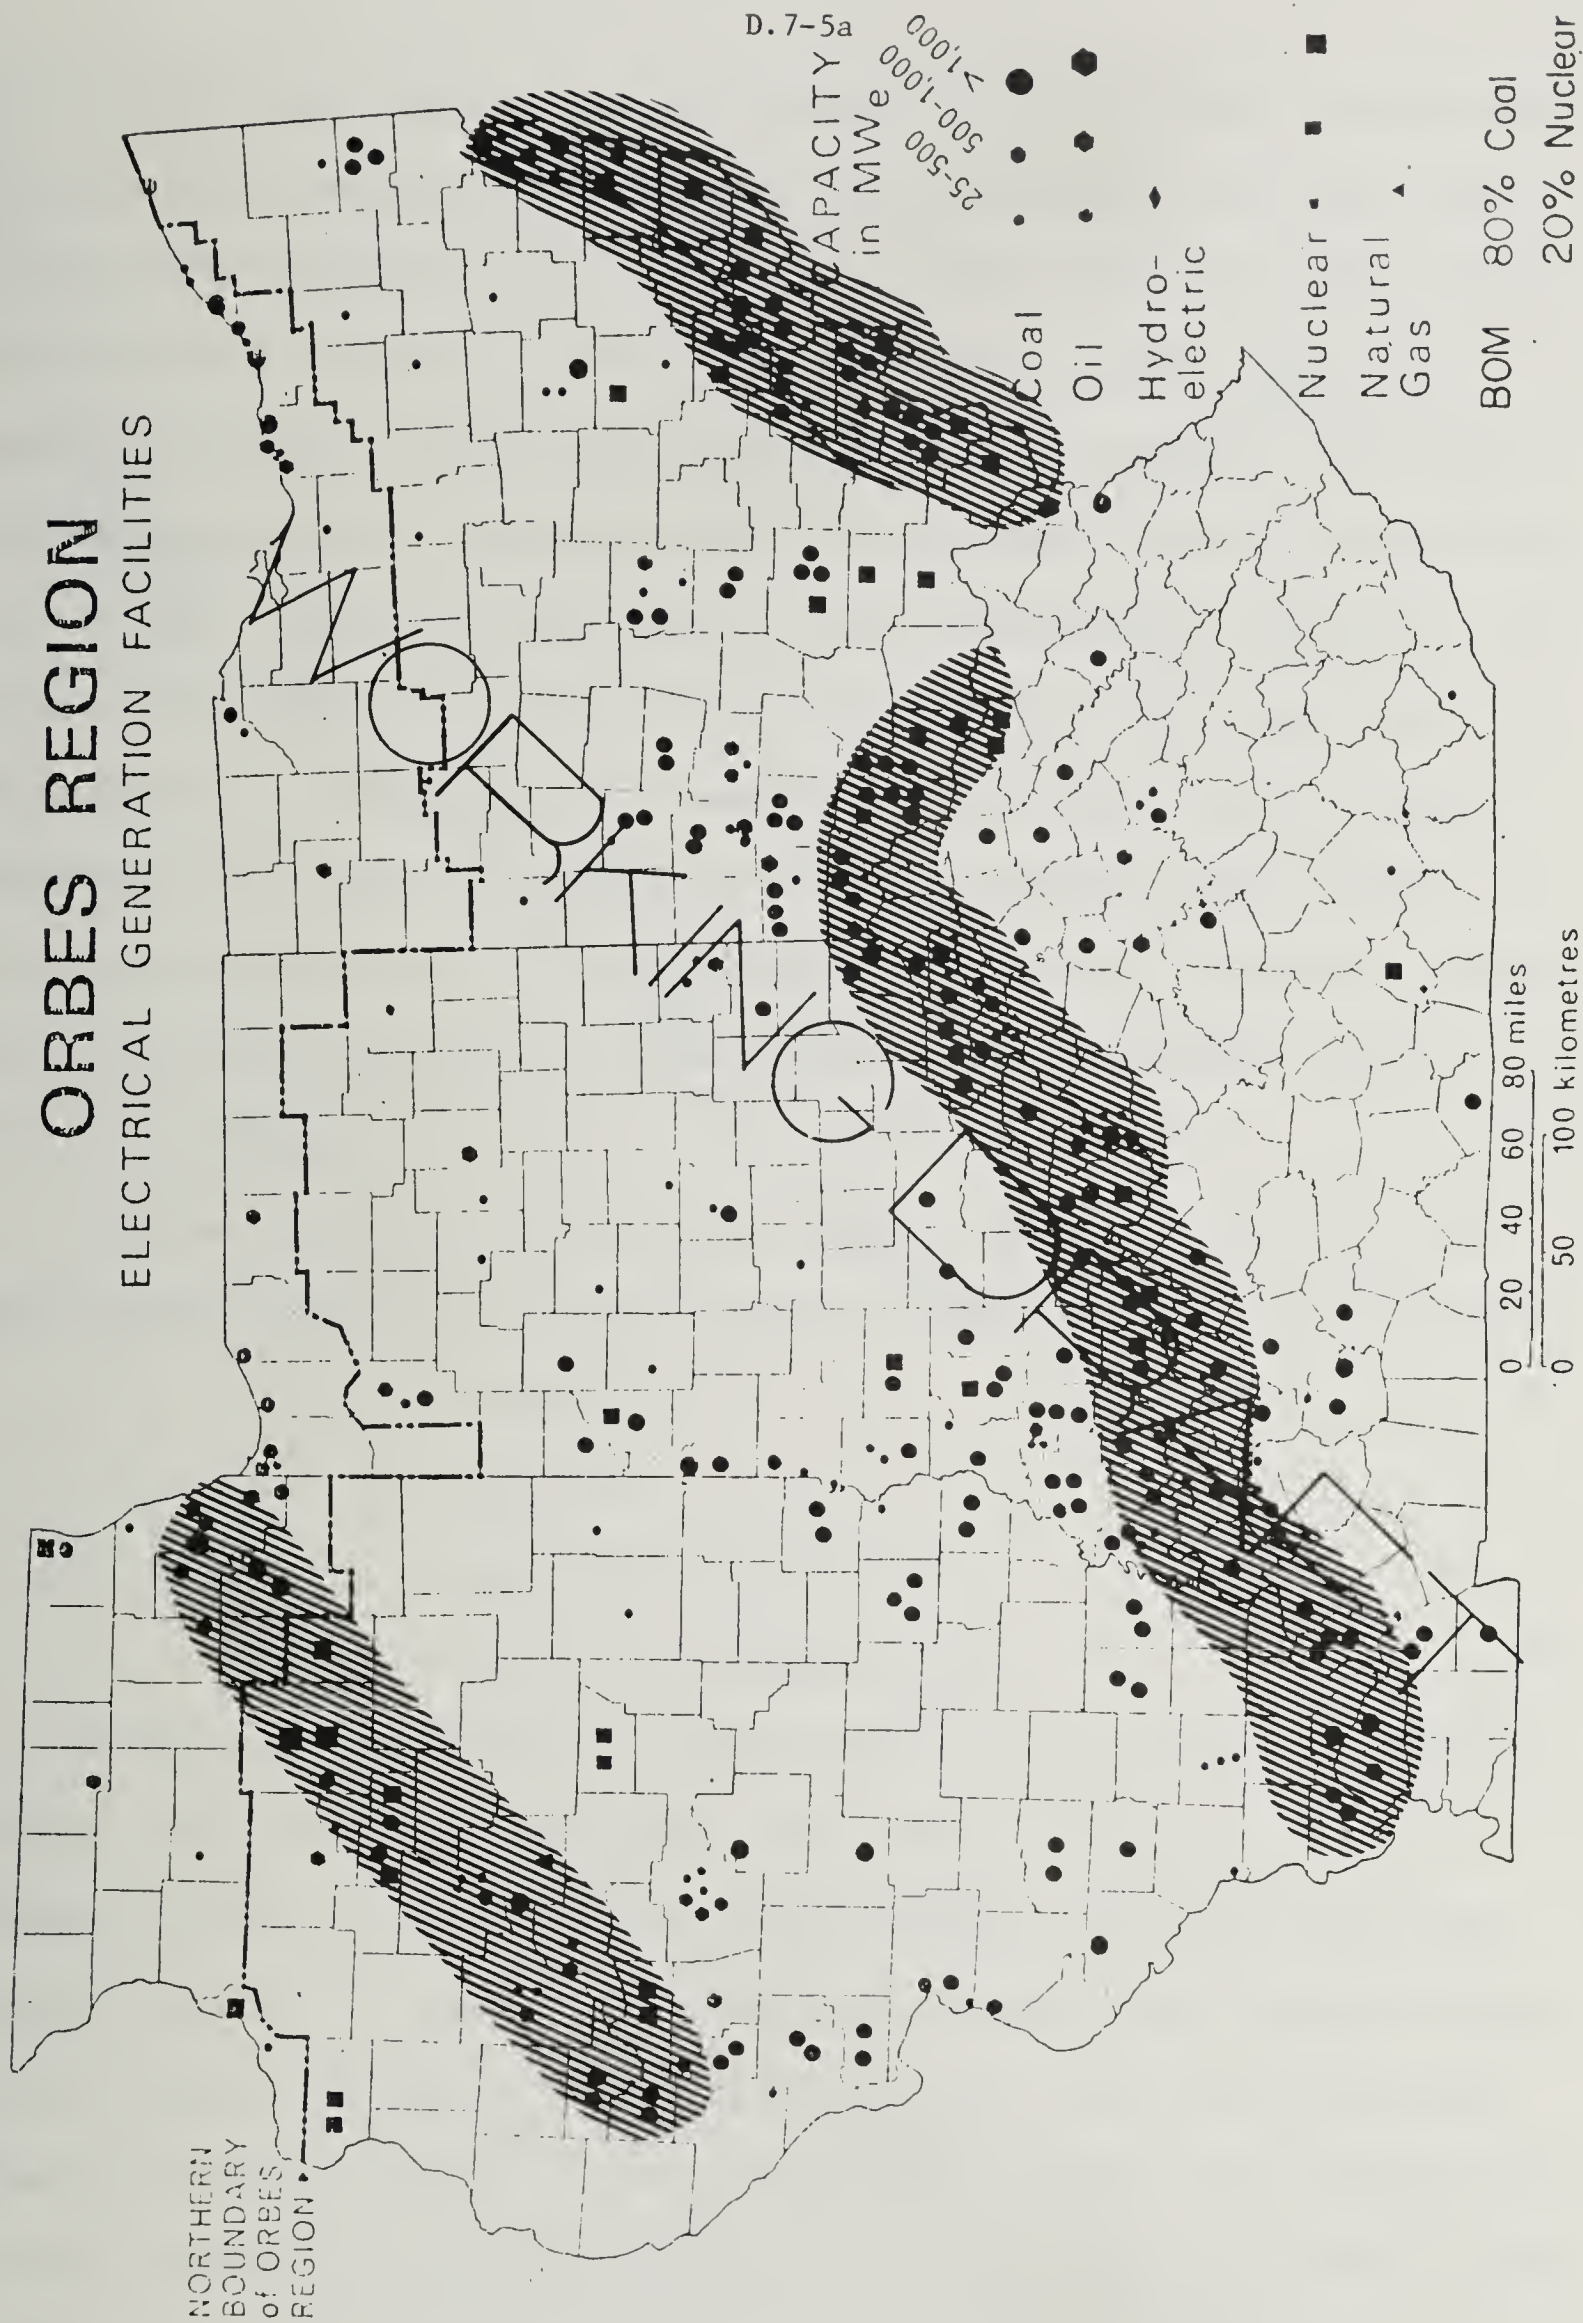 D.7-5a
ORBES REGION
ELECTRICAL GENERATION FACILITIES
NORTHERN
BOUNDARY
of ORBES
REGION
CAPACITY
in MWe
25-500
500-1,000
>1,000
Coal
Oil
Hydro-
electric
Nuclear
Natural
Gas
BOM 80% Coal
20% Nuclear
0 20 40 60 80 miles
0 50 100 kilometres